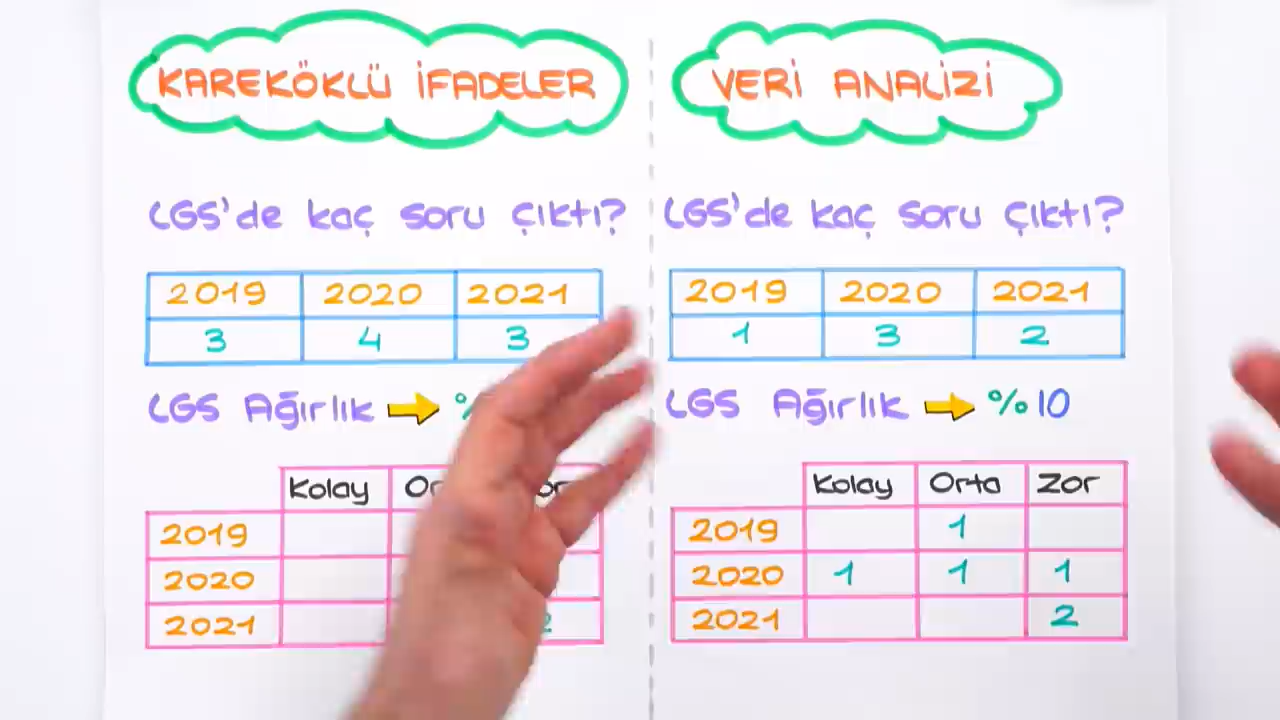 KAREKÖKLÜ İFADELER
LGS'de kaç soru çıktı?
2019 2020 2021
3 4 3
LGS Ağırlık %
Kolay
2019
2020
2021 2
VERİ ANALİZİ
LGS'de kaç soru çıktı?
2019 2020 2021
1 3 2
LGS Ağırlık %10
Kolay Orta Zor
2019 1
2020 1 1 1
2021 2